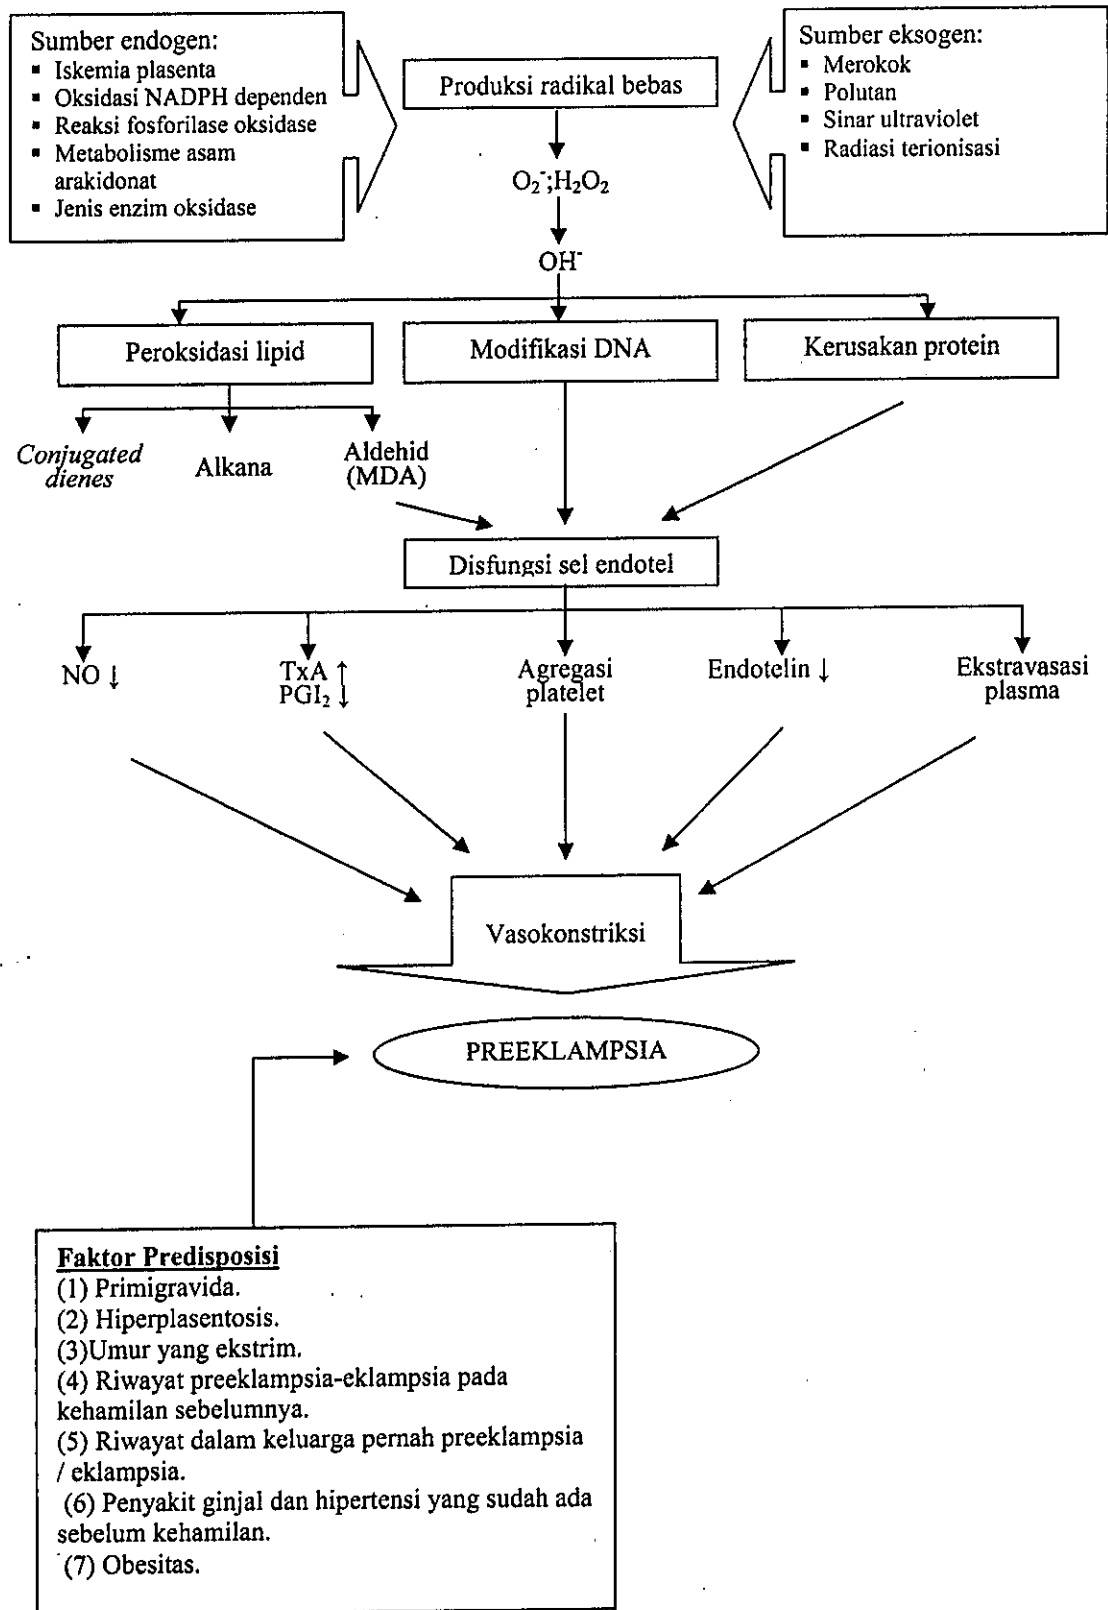 Sumber endogen:
▪ Iskemia plasenta
▪ Oksidasi NADPH dependen
▪ Reaksi fosforilase oksidase
▪ Metabolisme asam
arakidonat
▪ Jenis enzim oksidase
Produksi radikal bebas
Sumber eksogen:
▪ Merokok
▪ Polutan
▪ Sinar ultraviolet
▪ Radiasi terionisasi
O₂⁻;H₂O₂
OH⁻
Peroksidasi lipid
Modifikasi DNA
Kerusakan protein
Conjugated
dienes
Alkana
Aldehid
(MDA)
Disfungsi sel endotel
NO ↓
TxA ↑
PGI₂ ↓
Agregasi
platelet
Endotelin ↓
Ekstravasasi
plasma
Vasokonstriksi
PREEKLAMPSIA
Faktor Predisposisi
(1) Primigravida.
(2) Hiperplasentosis.
(3)Umur yang ekstrim.
(4) Riwayat preeklampsia-eklampsia pada
kehamilan sebelumnya.
(5) Riwayat dalam keluarga pernah preeklampsia
/ eklampsia.
(6) Penyakit ginjal dan hipertensi yang sudah ada
sebelum kehamilan.
(7) Obesitas.